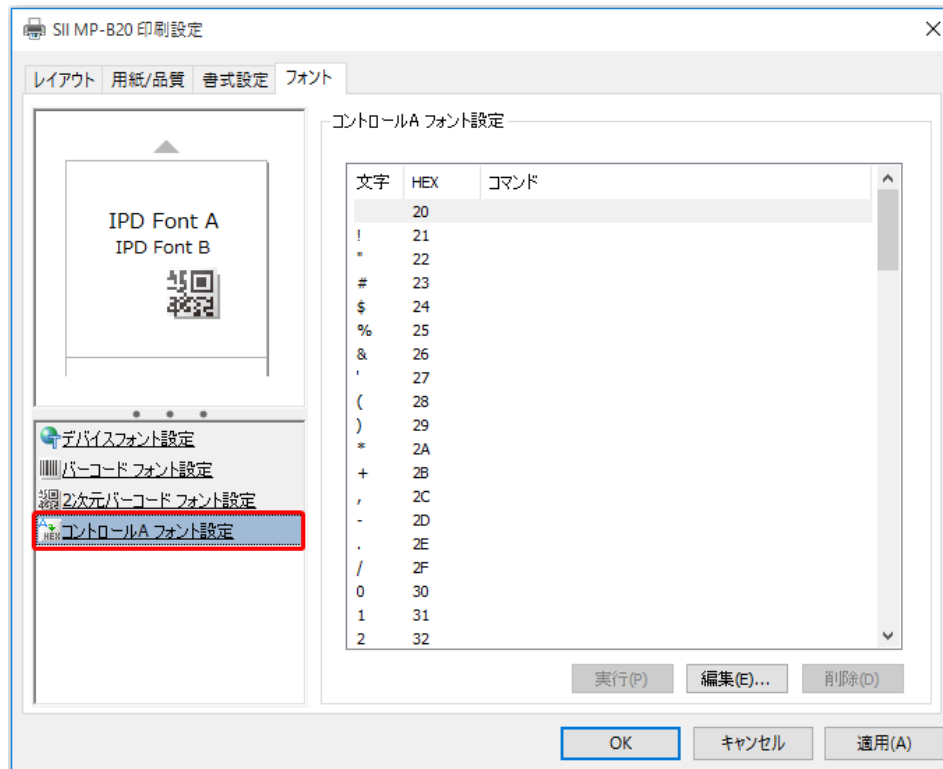 SII MP-B20 印刷設定
レイアウト 用紙/品質 書式設定 フォント
IPD Font A
IPD Font B
デバイスフォント設定
バーコード フォント設定
2次元バーコード フォント設定
コントロールA フォント設定
コントロールA フォント設定
文字 HEX コマンド
20
! 21
" 22
# 23
$ 24
% 25
& 26
' 27
( 28
) 29
* 2A
+ 2B
, 2C
- 2D
. 2E
/ 2F
0 30
1 31
2 32
実行(P) 編集(E)... 削除(D)
OK キャンセル 適用(A)